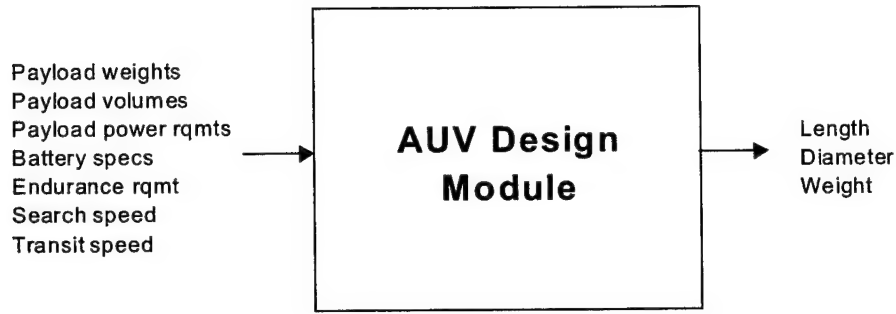 Payload weights
Payload volumes
Payload power rqmts
Battery specs
Endurance rqmt
Search speed
Transit speed
AUV Design
Module
Length
Diameter
Weight